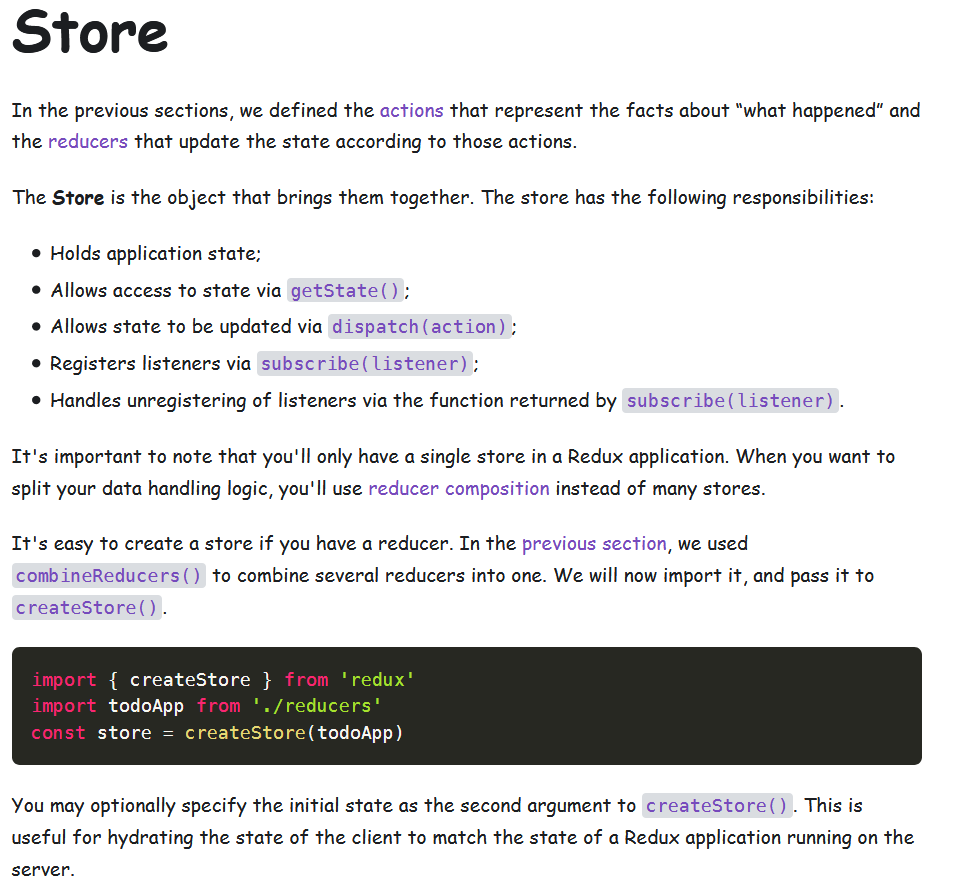 Store
In the previous sections, we defined the actions that represent the facts about “what happened” and
the reducers that update the state according to those actions.
The Store is the object that brings them together. The store has the following responsibilities:
• Holds application state;
• Allows access to state via getState();
• Allows state to be updated via dispatch(action);
• Registers listeners via subscribe(listener);
• Handles unregistering of listeners via the function returned by subscribe(listener).
It's important to note that you'll only have a single store in a Redux application. When you want to
split your data handling logic, you'll use reducer composition instead of many stores.
It's easy to create a store if you have a reducer. In the previous section, we used
combineReducers() to combine several reducers into one. We will now import it, and pass it to
createStore().
import { createStore } from 'redux'
import todoApp from './reducers'
const store = createStore(todoApp)
You may optionally specify the initial state as the second argument to createStore(). This is
useful for hydrating the state of the client to match the state of a Redux application running on the
server.